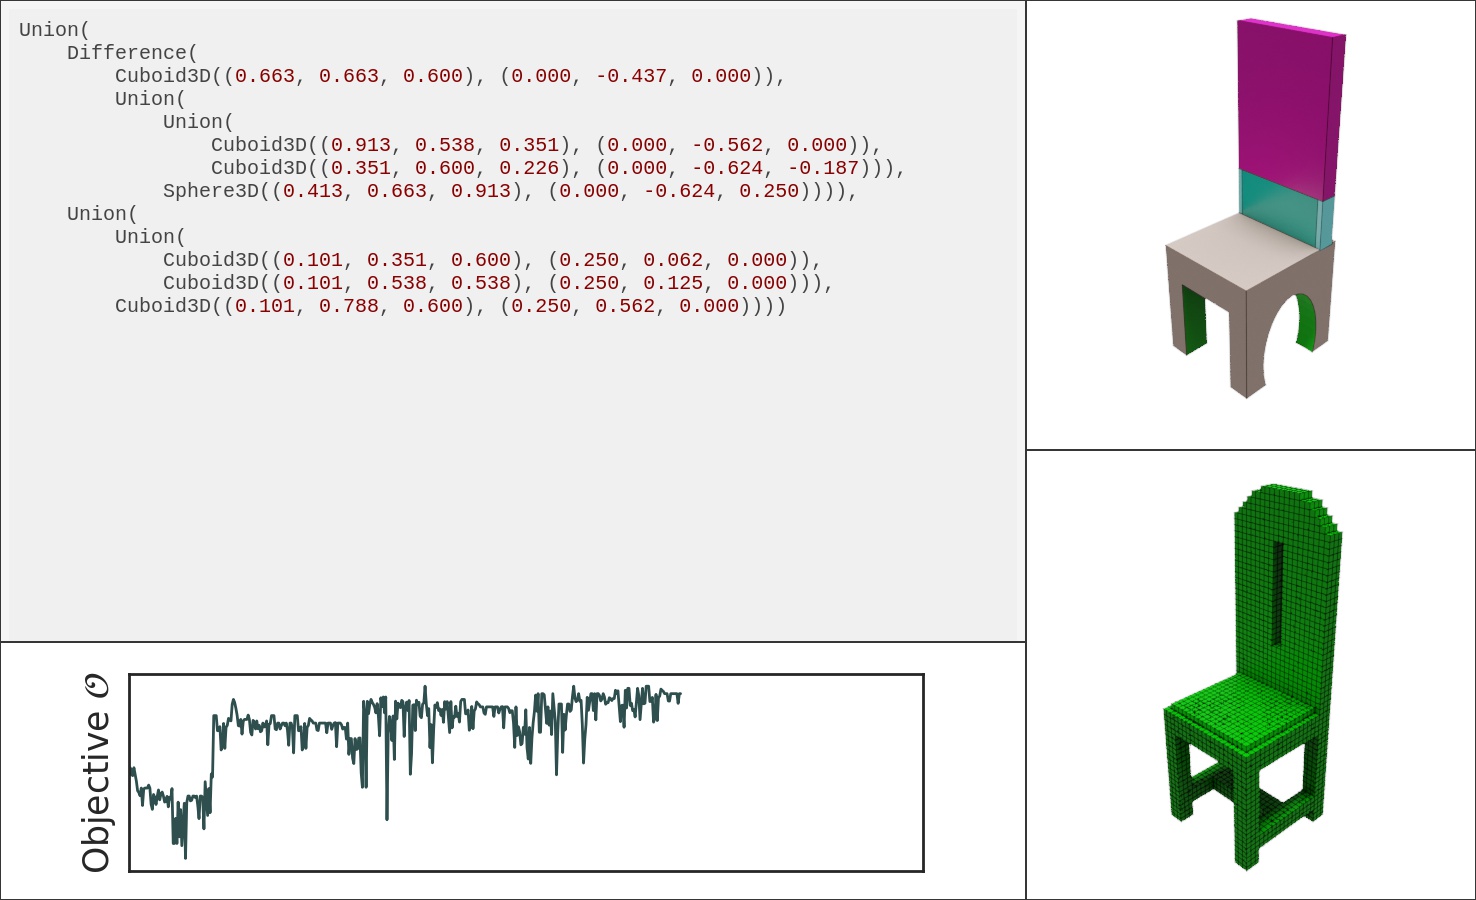 Union(
    Difference(
        Cuboid3D((0.663, 0.663, 0.600), (0.000, -0.437, 0.000)),
        Union(
            Union(
                Cuboid3D((0.913, 0.538, 0.351), (0.000, -0.562, 0.000)),
                Cuboid3D((0.351, 0.600, 0.226), (0.000, -0.624, -0.187))),
            Sphere3D((0.413, 0.663, 0.913), (0.000, -0.624, 0.250)))),
    Union(
        Union(
            Cuboid3D((0.101, 0.351, 0.600), (0.250, 0.062, 0.000)),
            Cuboid3D((0.101, 0.538, 0.538), (0.250, 0.125, 0.000))),
        Cuboid3D((0.101, 0.788, 0.600), (0.250, 0.562, 0.000))))
Objective 𝒪